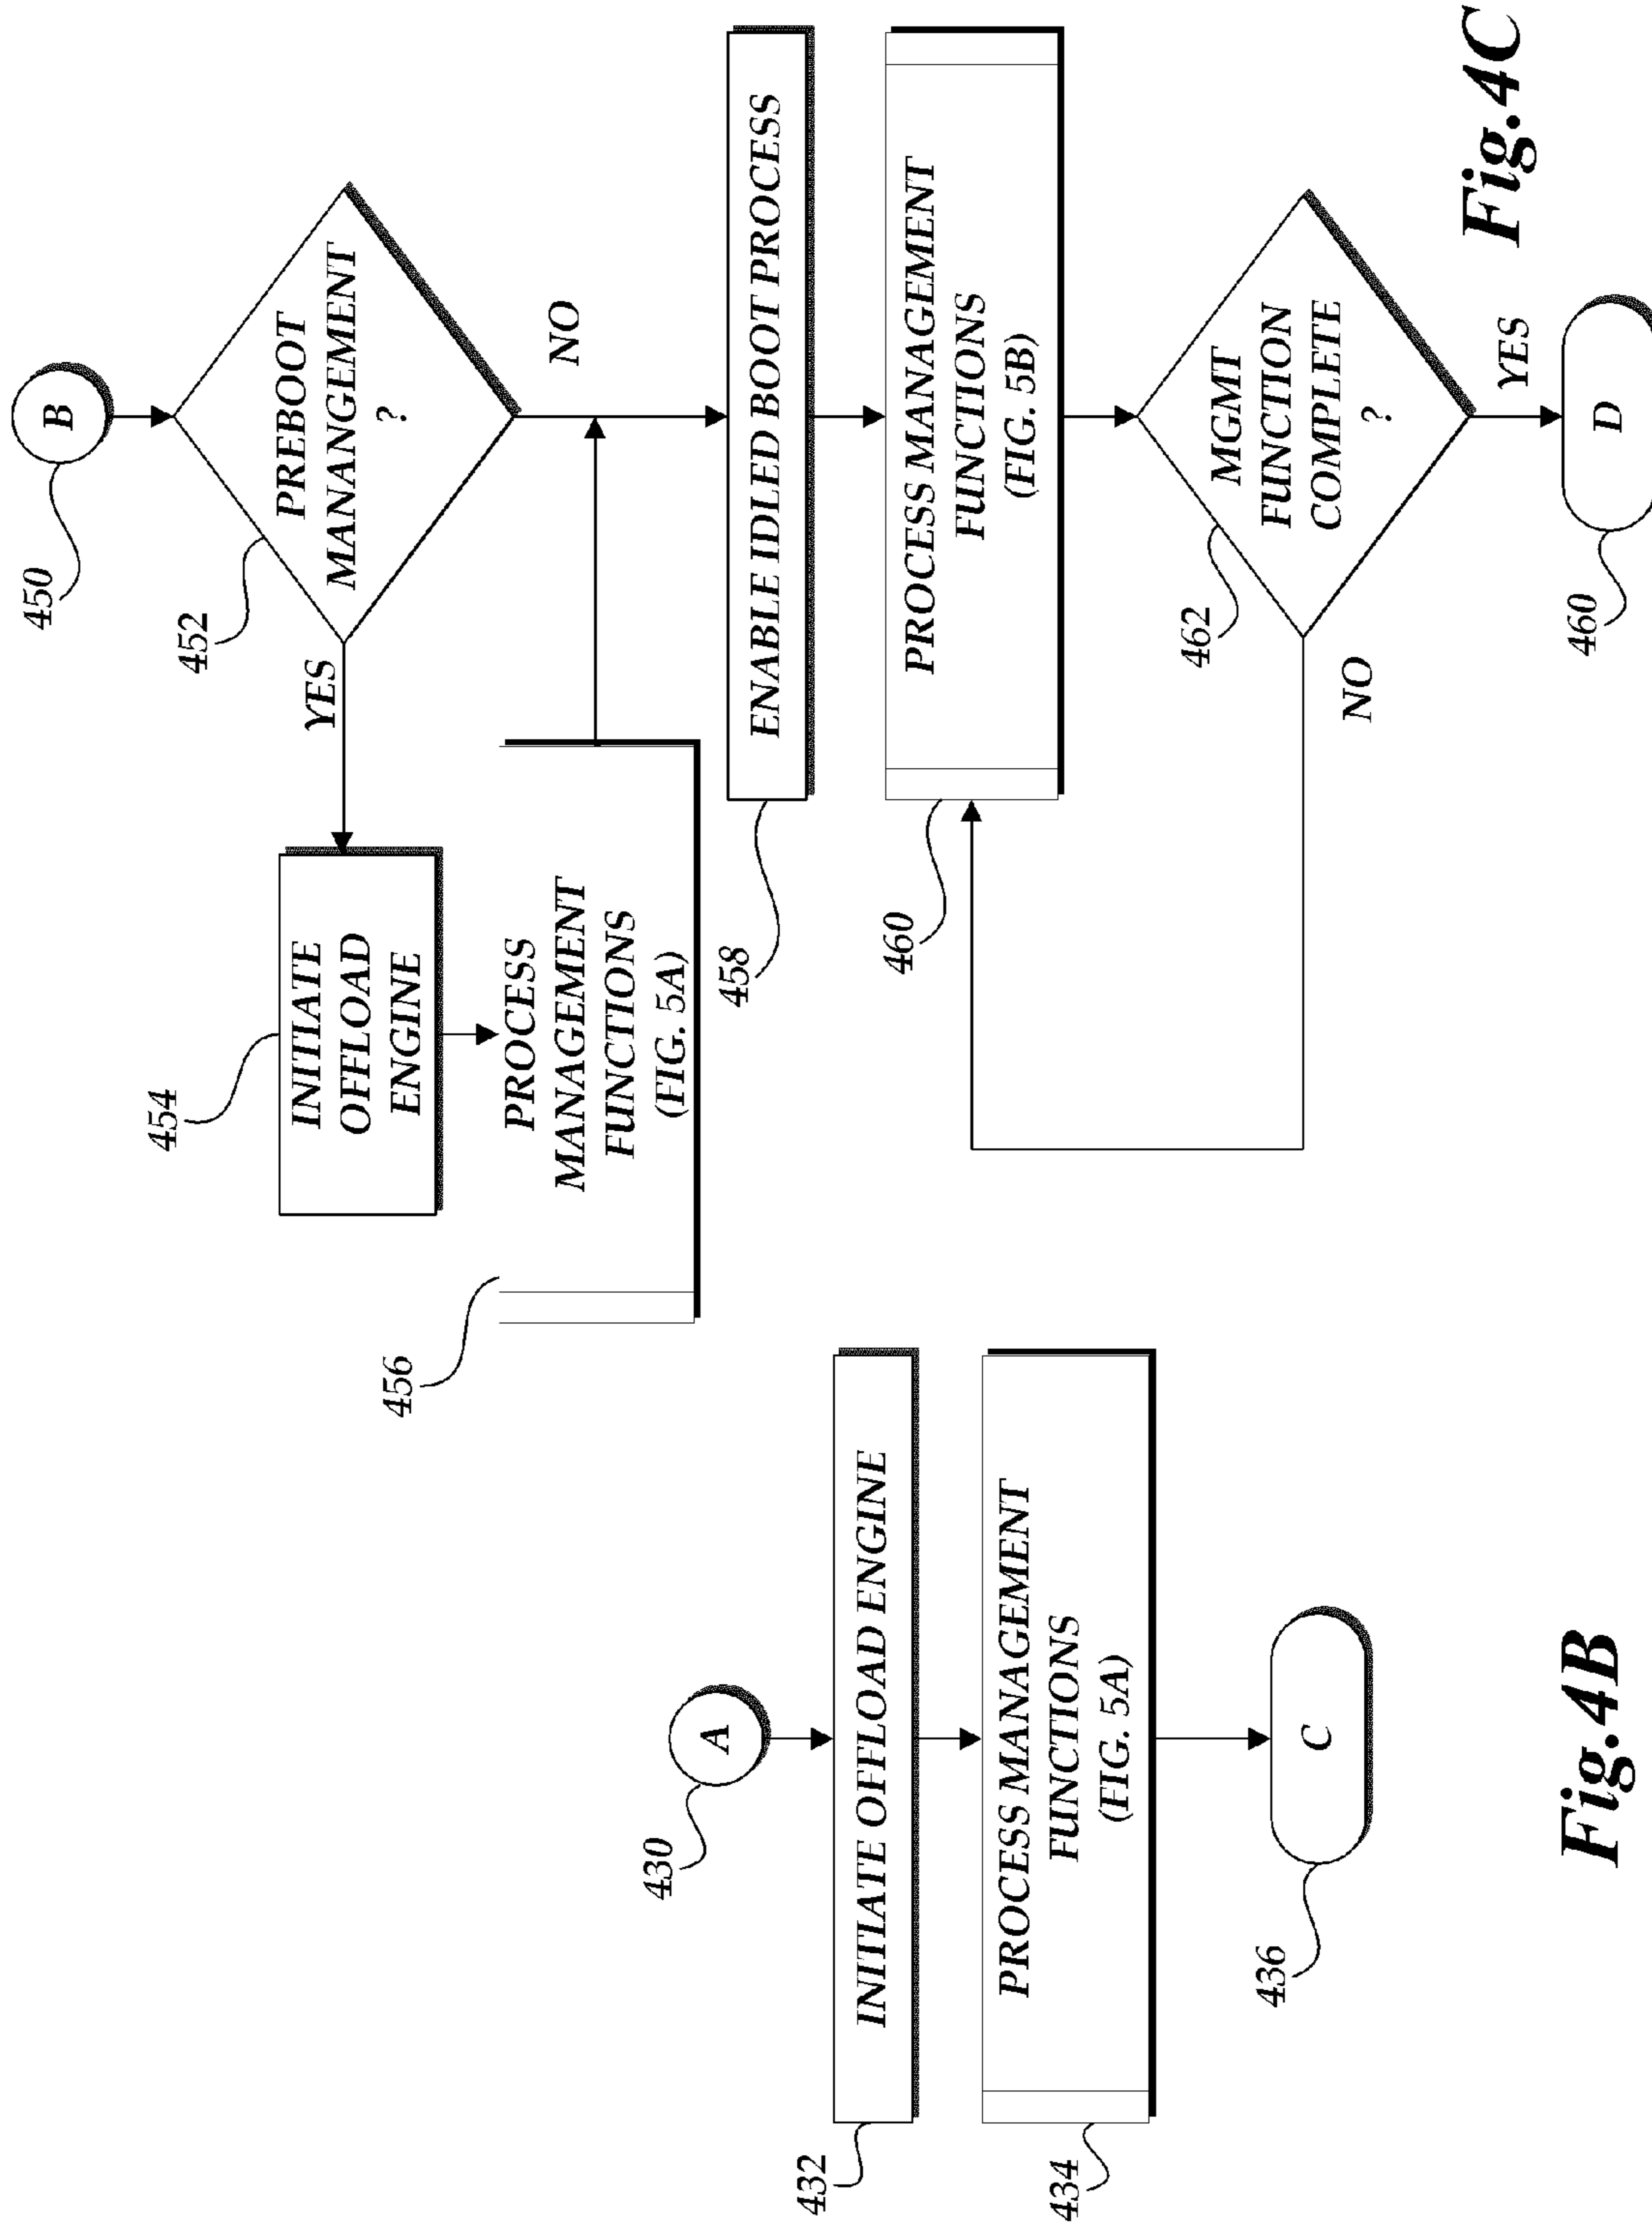 430
A
432
INITIATE OFFLOAD ENGINE
434
PROCESS MANAGEMENT
FUNCTIONS
(FIG. 5A)
436
C
Fig.4B
450
B
452
PREBOOT
MANANGEMENT
?
YES
NO
454
INITIATE
OFFLOAD
ENGINE
456
PROCESS
MANAGEMENT
FUNCTIONS
(FIG. 5A)
458
ENABLE IDLED BOOT PROCESS
460
PROCESS MANAGEMENT
FUNCTIONS
(FIG. 5B)
462
MGMT
FUNCTION
COMPLETE
?
NO
YES
460
D
Fig.4C